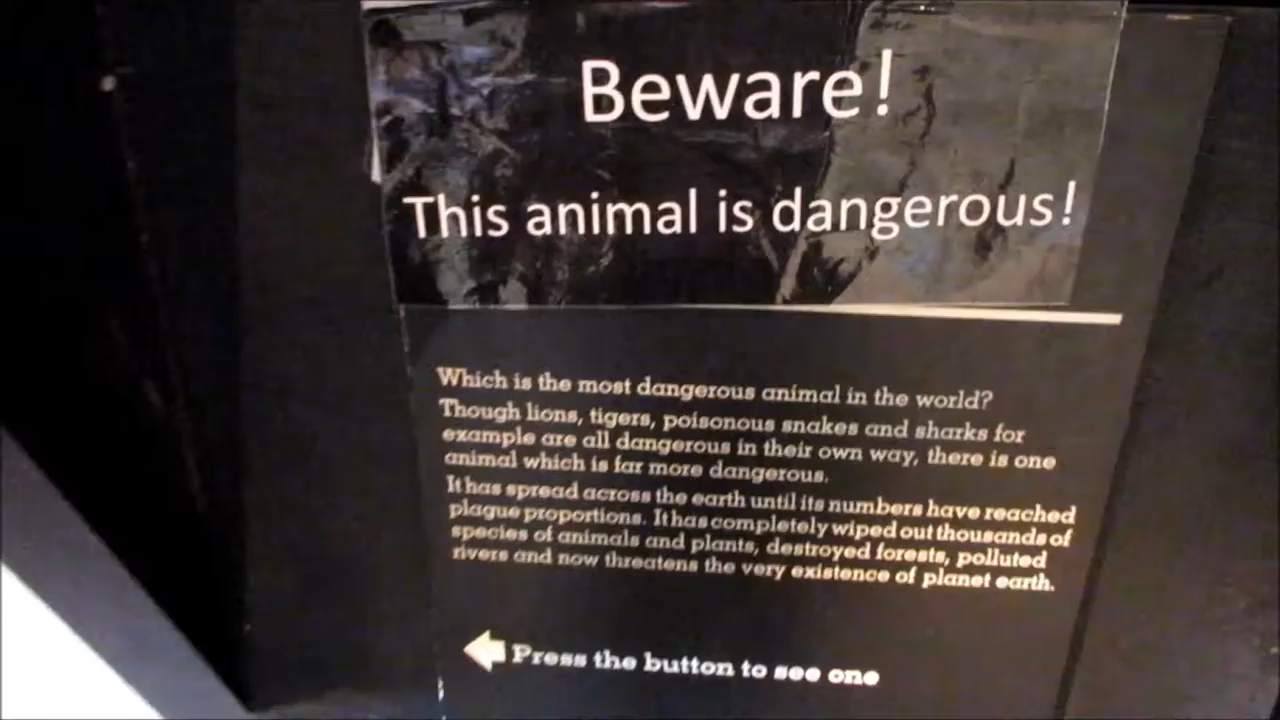 Beware!
This animal is dangerous!
Which is the most dangerous animal in the world?
Though lions, tigers, poisonous snakes and sharks for
example are all dangerous in their own way, there is one
animal which is far more dangerous.
It has spread across the earth until its numbers have reached
plague proportions. It has completely wiped out thousands of
species of animals and plants, destroyed forests, polluted
rivers and now threatens the very existence of planet earth.
Press the button to see one